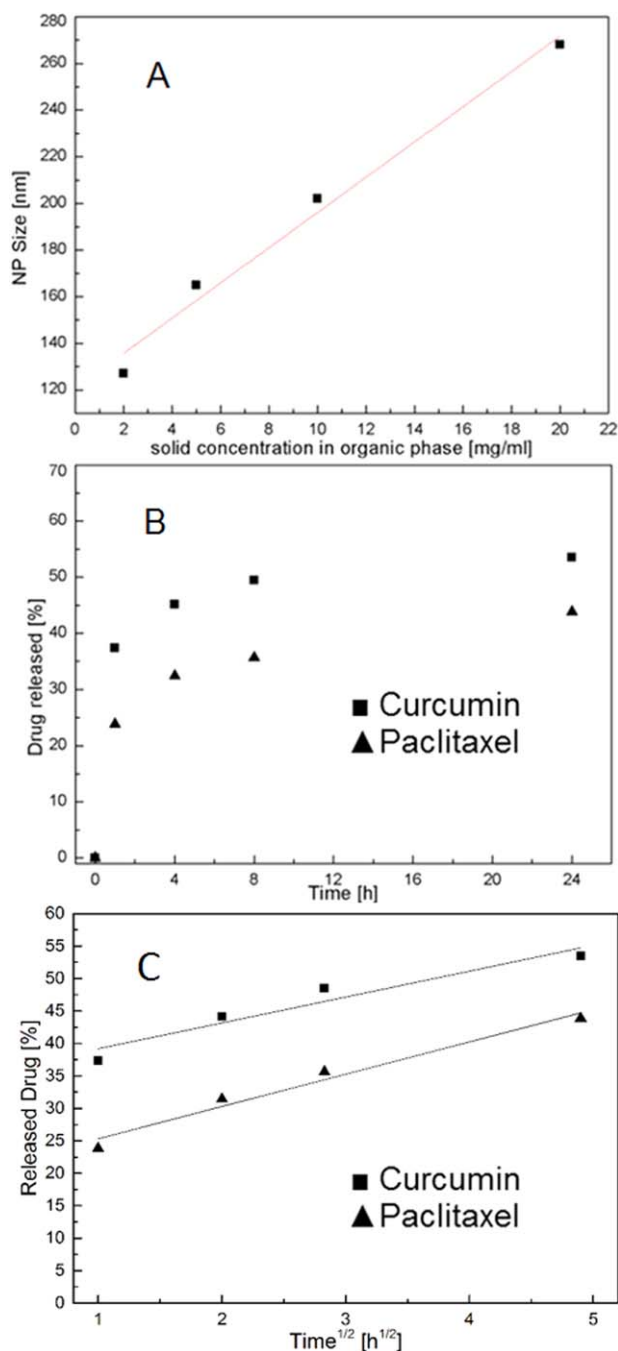 A
NP Size [nm]
280
260
240
220
200
180
160
140
120
0 2 4 6 8 10 12 14 16 18 20 22
solid concentration in organic phase [mg/ml]
B
Drug released [%]
70
60
50
40
30
20
10
0
Curcumin
Paclitaxel
0 4 8 12 16 20 24
Time [h]
C
Released Drug [%]
60
55
50
45
40
35
30
25
20
15
10
5
0
Curcumin
Paclitaxel
1 2 3 4 5
Time^1/2 [h^1/2]